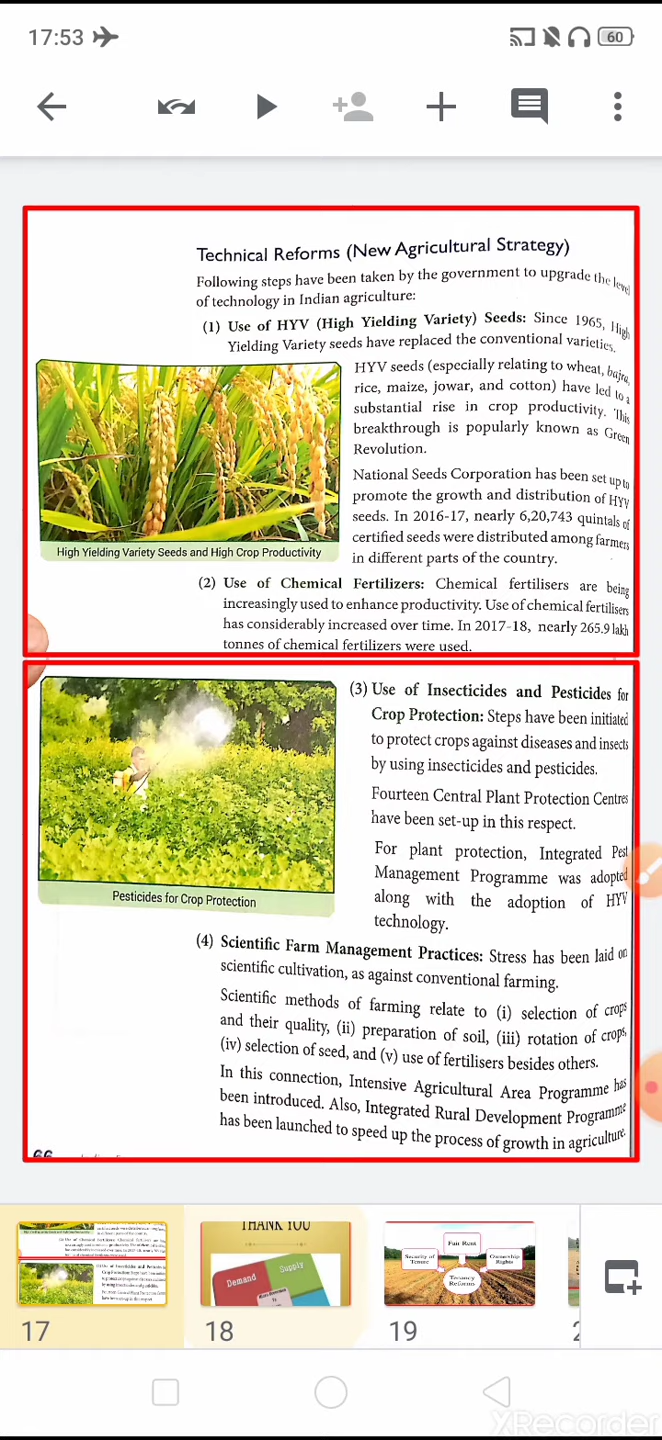 17:53
60
Technical Reforms (New Agricultural Strategy)
Following steps have been taken by the government to upgrade the level
of technology in Indian agriculture:
(1) Use of HYV (High Yielding Variety) Seeds: Since 1965, High
Yielding Variety seeds have replaced the conventional varieties.
HYV seeds (especially relating to wheat, bajra,
rice, maize, jowar, and cotton) have led to a
substantial rise in crop productivity. This
breakthrough is popularly known as Green
Revolution.
National Seeds Corporation has been set up to
promote the growth and distribution of HYV
seeds. In 2016-17, nearly 6,20,743 quintals of
certified seeds were distributed among farmers
in different parts of the country.
High Yielding Variety Seeds and High Crop Productivity
(2) Use of Chemical Fertilizers: Chemical fertilisers are being
increasingly used to enhance productivity. Use of chemical fertilisers
has considerably increased over time. In 2017-18, nearly 265.9 lakh
tonnes of chemical fertilizers were used.
(3) Use of Insecticides and Pesticides for
Crop Protection: Steps have been initiated
to protect crops against diseases and insects
by using insecticides and pesticides.
Fourteen Central Plant Protection Centres
have been set-up in this respect.
For plant protection, Integrated Pest
Management Programme was adopted
along with the adoption of HYV
technology.
Pesticides for Crop Protection
(4) Scientific Farm Management Practices: Stress has been laid on
scientific cultivation, as against conventional farming.
Scientific methods of farming relate to (i) selection of crops
and their quality, (ii) preparation of soil, (iii) rotation of crops,
(iv) selection of seed, and (v) use of fertilisers besides others.
In this connection, Intensive Agricultural Area Programme has
been introduced. Also, Integrated Rural Development Programme
has been launched to speed up the process of growth in agriculture.
66
THANK YOU
Demand
Supply
Fair Rent
Security of
Tenure
Ownership
Rights
Tenancy
Reforms
17
18
19
XRecorder